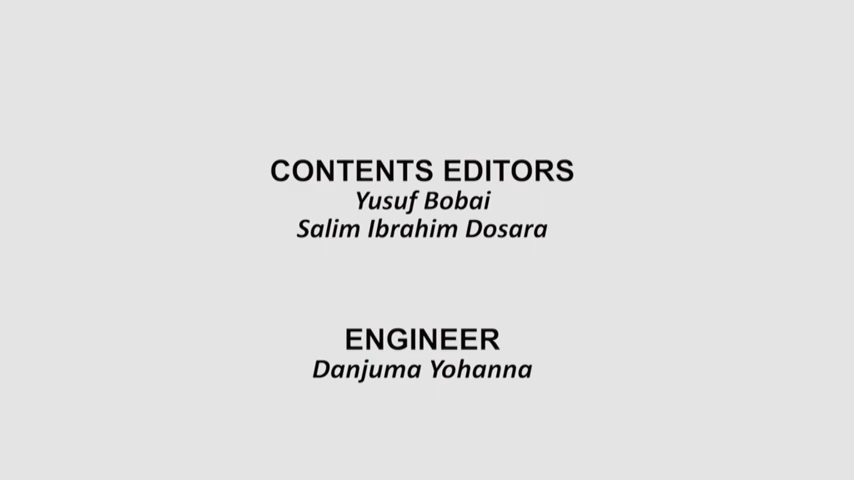 CONTENTS EDITORS
Yusuf Bobai
Salim Ibrahim Dosara
ENGINEER
Danjuma Yohanna